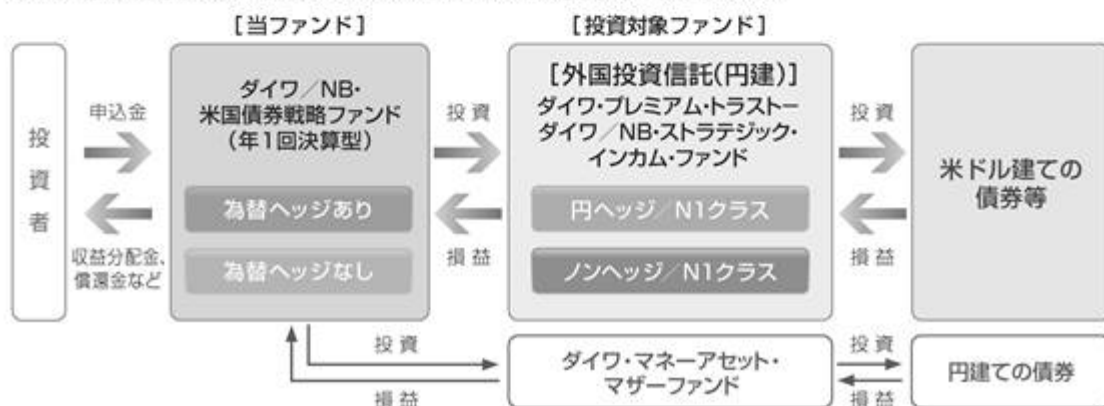 [当ファンド]
[投資対象ファンド]
投資者
申込金
収益分配金、
償還金など
ダイワ／NB・
米国債券戦略ファンド
（年1回決算型）
為替ヘッジあり
為替ヘッジなし
投資
損益
[外国投資信託(円建)]
ダイワ・プレミアム・トラストー
ダイワ／NB・ストラテジック・
インカム・ファンド
円ヘッジ／N1クラス
ノンヘッジ／N1クラス
投資
損益
米ドル建ての
債券等
投資
損益
ダイワ・マネーアセット・
マザーファンド
投資
損益
円建ての債券